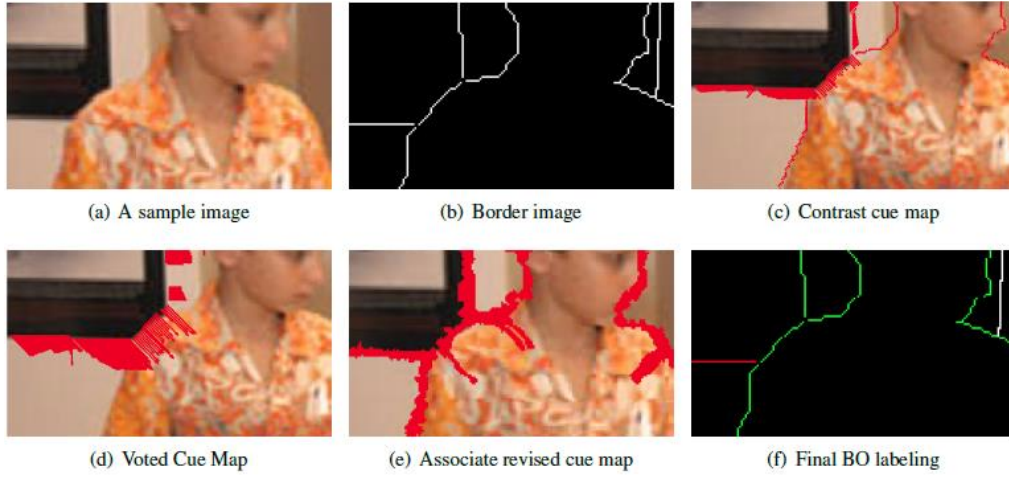 (a) A sample image
(b) Border image
(c) Contrast cue map
(d) Voted Cue Map
(e) Associate revised cue map
(f) Final BO labeling